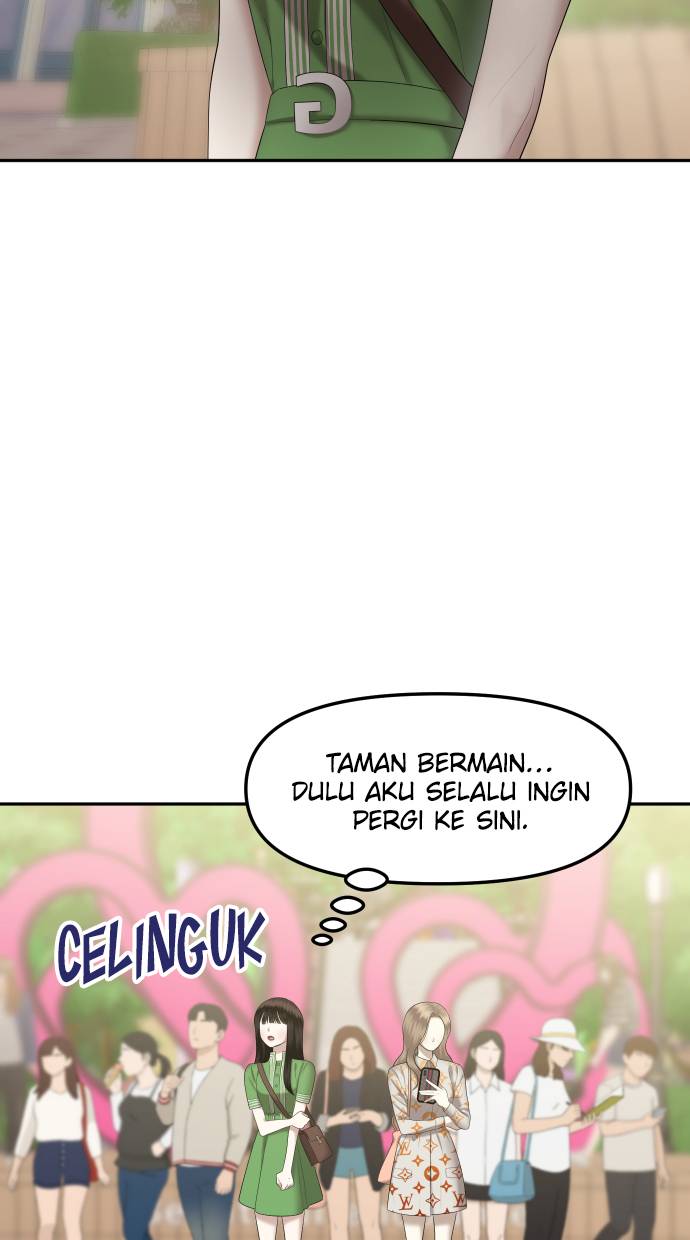 G
TAMAN BERMAIN...
DULU AKU SELALU INGIN
PERGI KE SINI.
CELINGUK